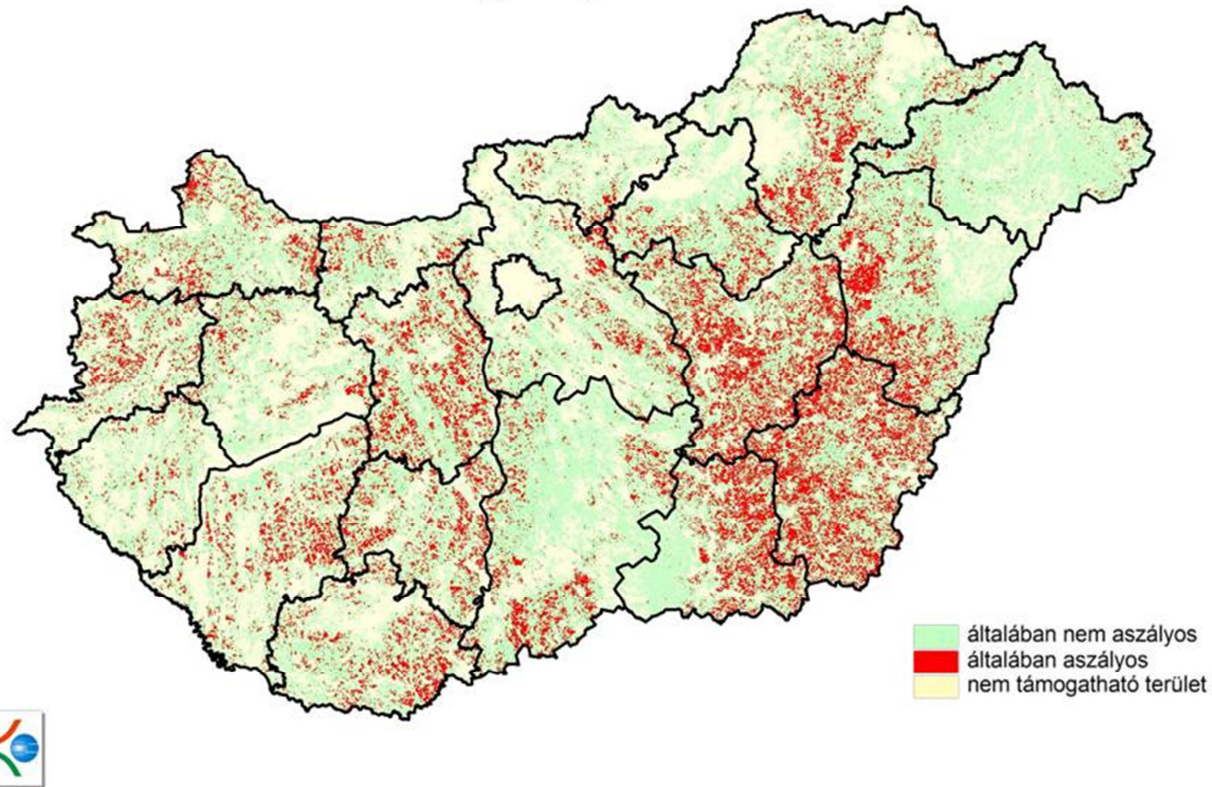 általában nem aszályos
általában aszályos
nem támogatható terület